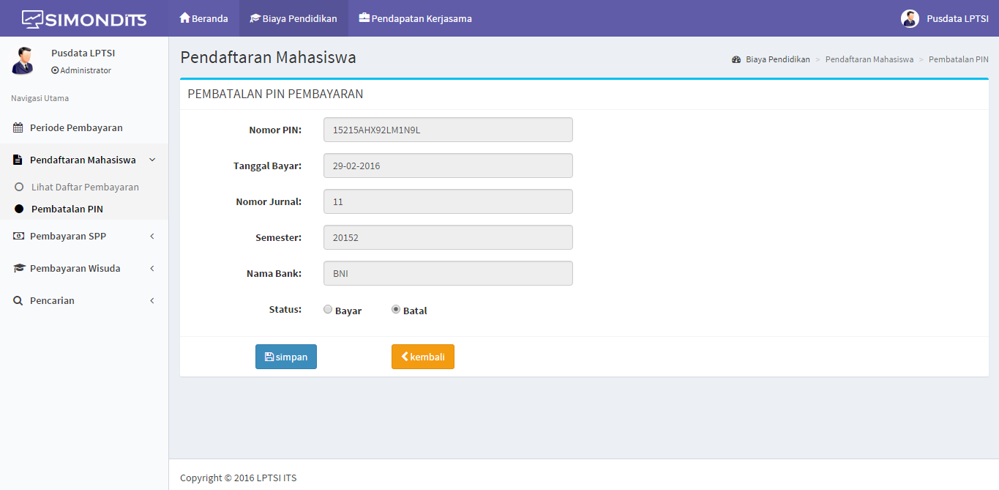 SIMONDITS
Beranda
Biaya Pendidikan
Pendapatan Kerjasama
Pusdata LPTSI
Pusdata LPTSI
Administrator
Navigasi Utama
Periode Pembayaran
Pendaftaran Mahasiswa
Lihat Daftar Pembayaran
Pembatalan PIN
Pembayaran SPP
Pembayaran Wisuda
Pencarian
Pendaftaran Mahasiswa
Biaya Pendidikan > Pendaftaran Mahasiswa > Pembatalan PIN
PEMBATALAN PIN PEMBAYARAN
Nomor PIN: 15215AHX92LM1N9L
Tanggal Bayar: 29-02-2016
Nomor Jurnal: 11
Semester: 20152
Nama Bank: BNI
Status: Bayar Batal
simpan kembali
Copyright © 2016 LPTSI ITS